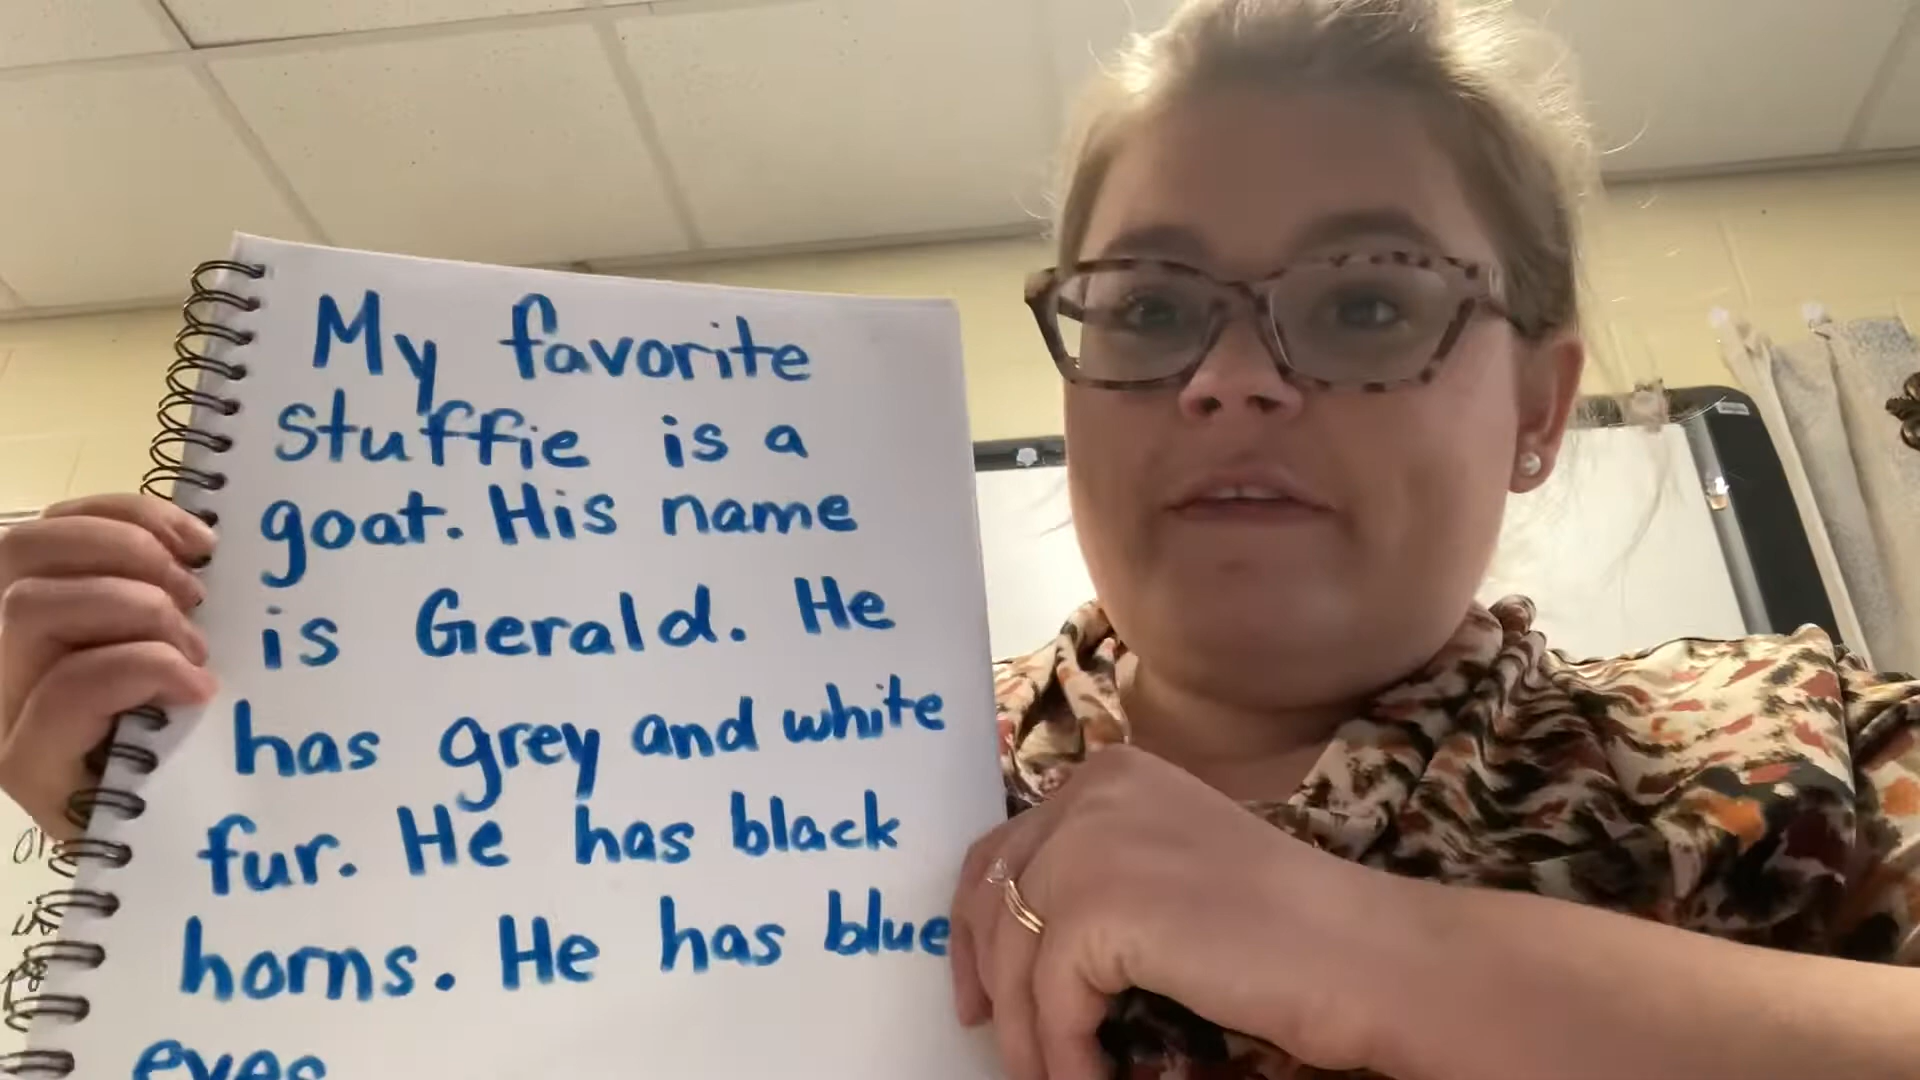 My favorite
stuffie is a
goat. His name
is Gerald. He
has grey and white
fur. He has black
horns. He has blue
eyes